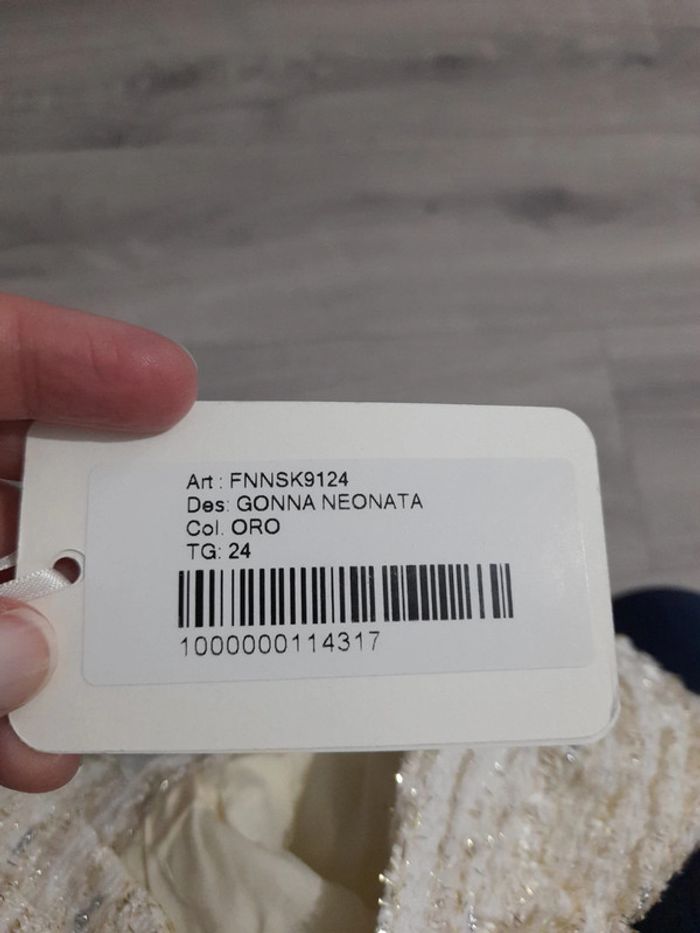 Art : FNNSK9124
Des: GONNA NEONATA
Col. ORO
TG: 24
1000000114317